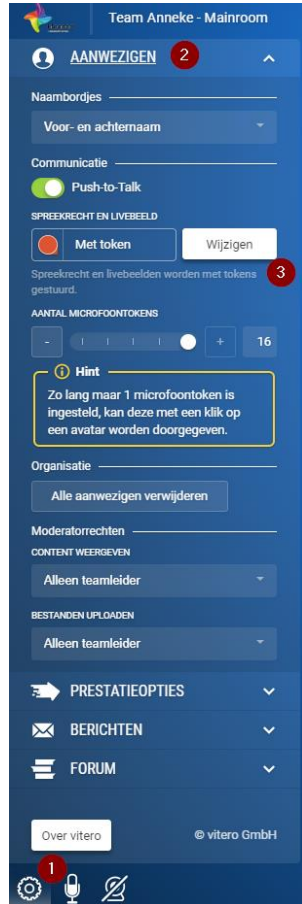 Team Anneke - Mainroom
AANWEZIGEN 2
Naambordjes
Voor- en achternaam
Communicatie
Push-to-Talk
SPREEKRECHT EN LIVEBEELD
Met token Wijzigen
3
Spreekrecht en livebeelden worden met tokens
gestuurd.
AANTAL MICROFOONTOKENS
- + 16
Hint
Zo lang maar 1 microfoontoken is
ingesteld, kan deze met een klik op
een avatar worden doorgegeven.
Organisatie
Alle aanwezigen verwijderen
Moderatorrechten
CONTENT WEERGEVEN
Alleen teamleider
BESTANDEN UPLOADEN
Alleen teamleider
PRESTATIEOPTIES
BERICHTEN
FORUM
Over vitero © vitero GmbH
1